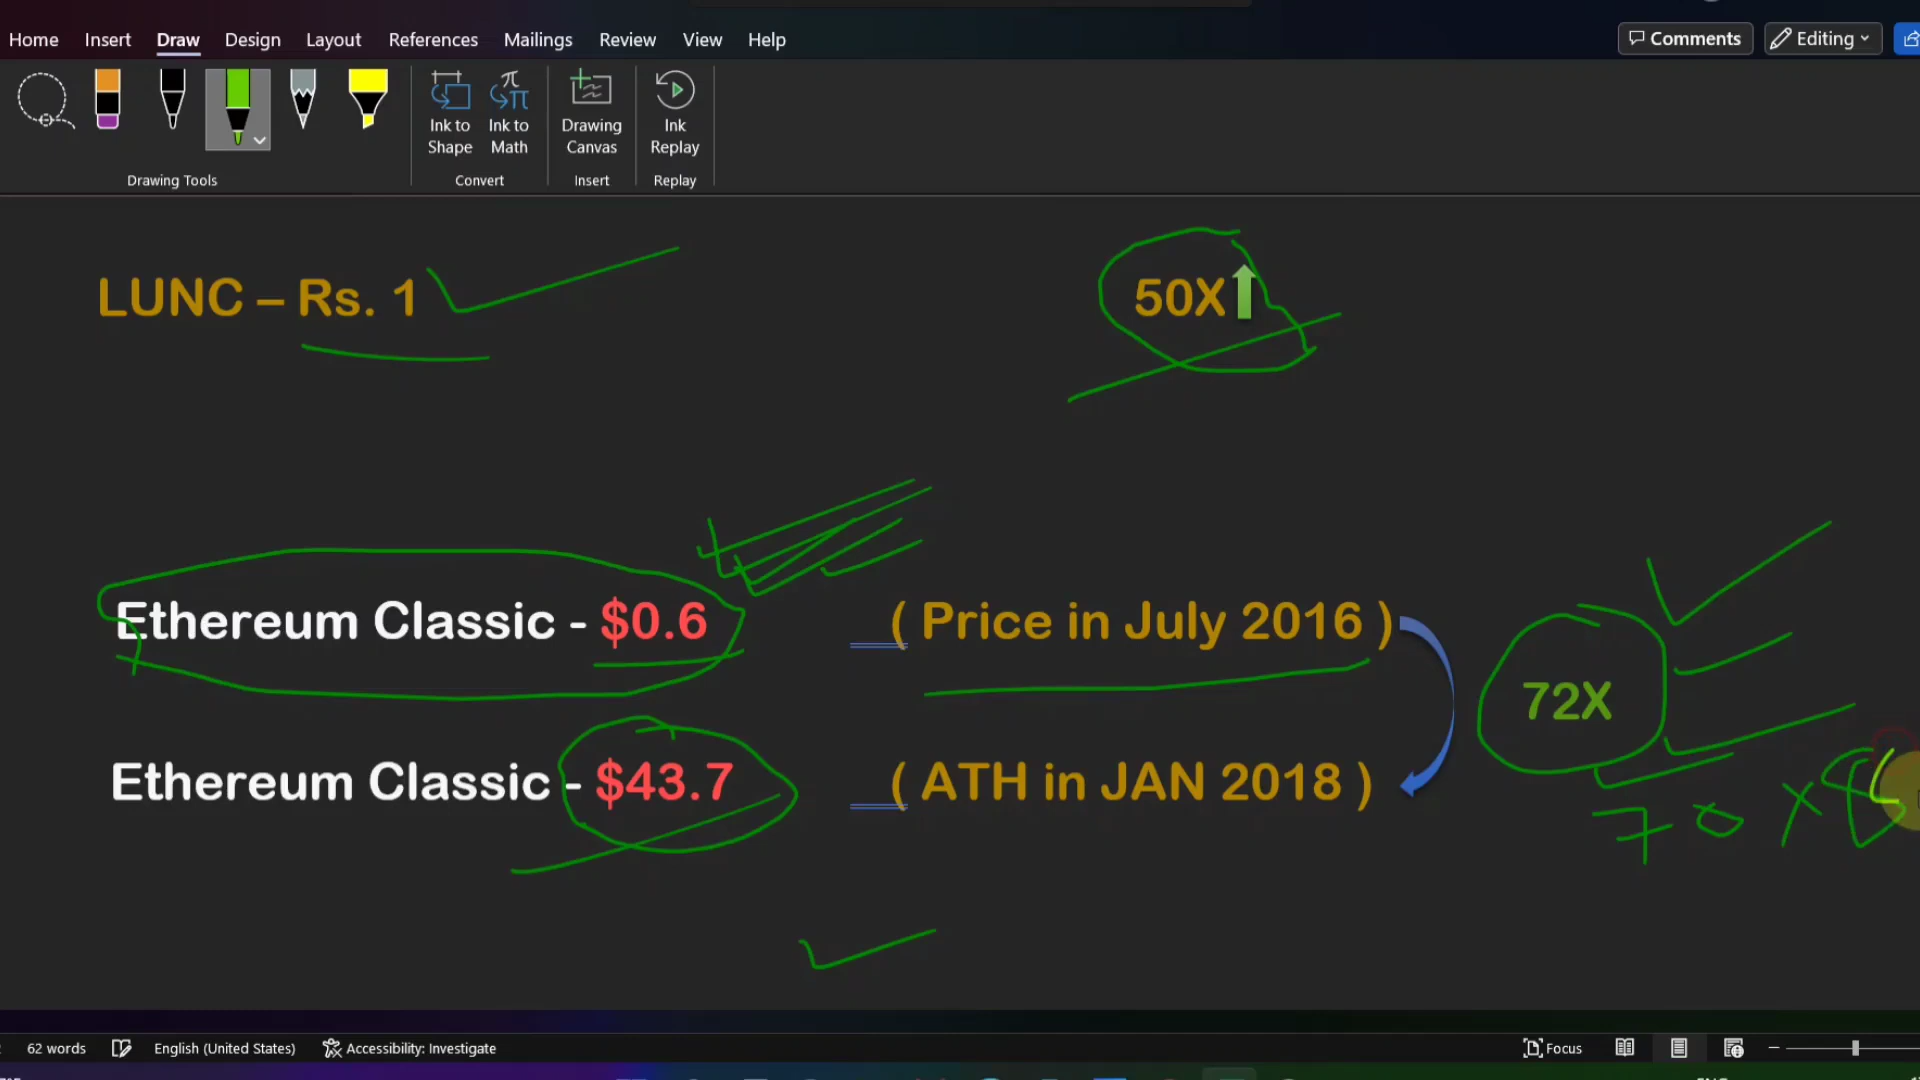 Home Insert Draw Design Layout References Mailings Review View Help Comments Editing
Ink to Shape
Ink to Math
Drawing Canvas
Ink Replay
Drawing Tools Convert Insert Replay
LUNC – Rs. 1 50X
Ethereum Classic - $0.6 ( Price in July 2016 )
72X
Ethereum Classic - $43.7 ( ATH in JAN 2018 )
70 x
62 words English (United States) Accessibility: Investigate Focus